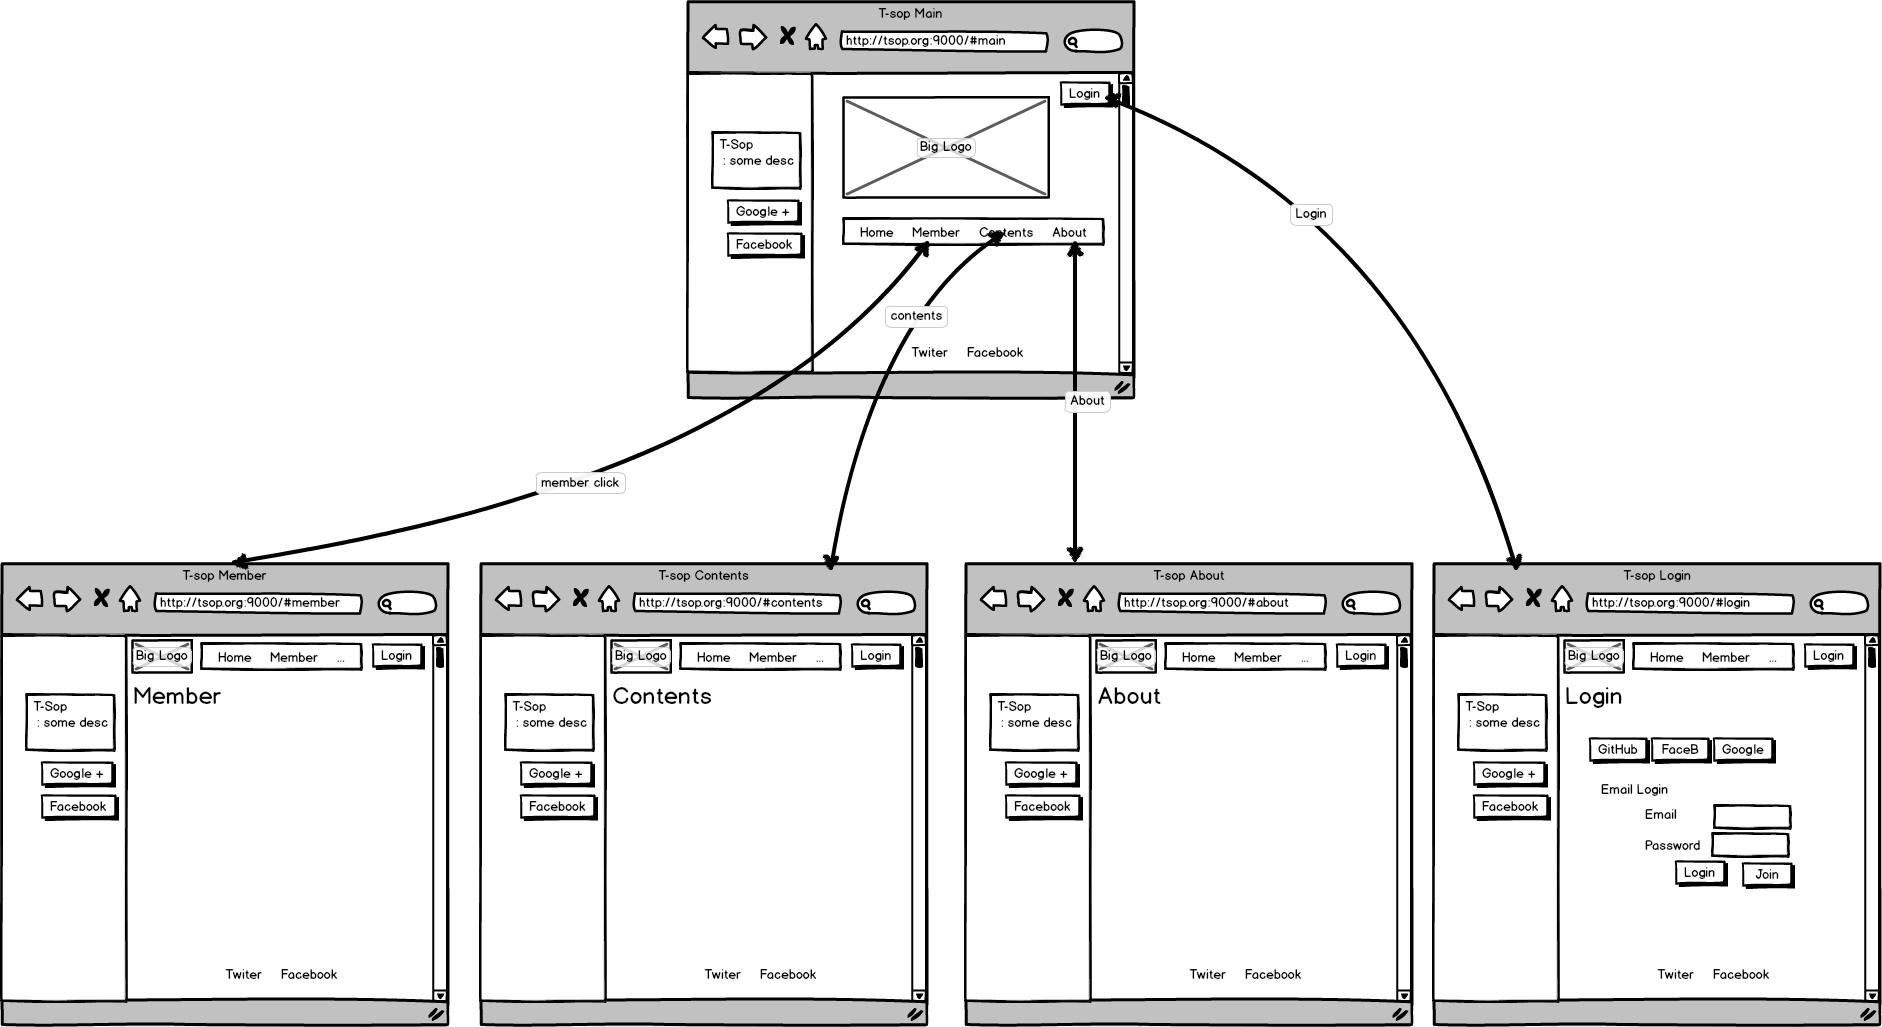 T-sop Main
http://tsop.org:9000/#main
Login
Big Logo
T-Sop
: some desc
Google +
Facebook
Home Member Contents About
Twiter Facebook
Login
contents
About
member click
T-sop Member
http://tsop.org:9000/#member
Big Logo Home Member ... Login
Member
T-Sop
: some desc
Google +
Facebook
Twiter Facebook
T-sop Contents
http://tsop.org:9000/#contents
Big Logo Home Member ... Login
Contents
T-Sop
: some desc
Google +
Facebook
Twiter Facebook
T-sop About
http://tsop.org:9000/#about
Big Logo Home Member ... Login
About
T-Sop
: some desc
Google +
Facebook
Twiter Facebook
T-sop Login
http://tsop.org:9000/#login
Big Logo Home Member ... Login
Login
T-Sop
: some desc
Google +
Facebook
GitHub FaceB Google
Email Login
Email
Password
Login Join
Twiter Facebook